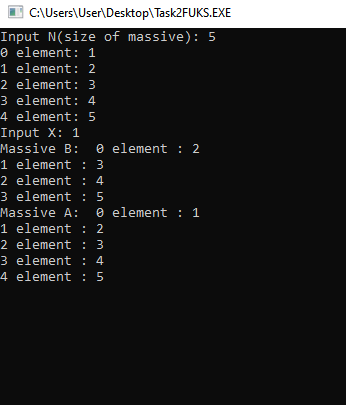 C:\Users\User\Desktop\Task2FUKS.EXE
Input N(size of massive): 5
0 element: 1
1 element: 2
2 element: 3
3 element: 4
4 element: 5
Input X: 1
Massive B:  0 element : 2
1 element : 3
2 element : 4
3 element : 5
Massive A:  0 element : 1
1 element : 2
2 element : 3
3 element : 4
4 element : 5